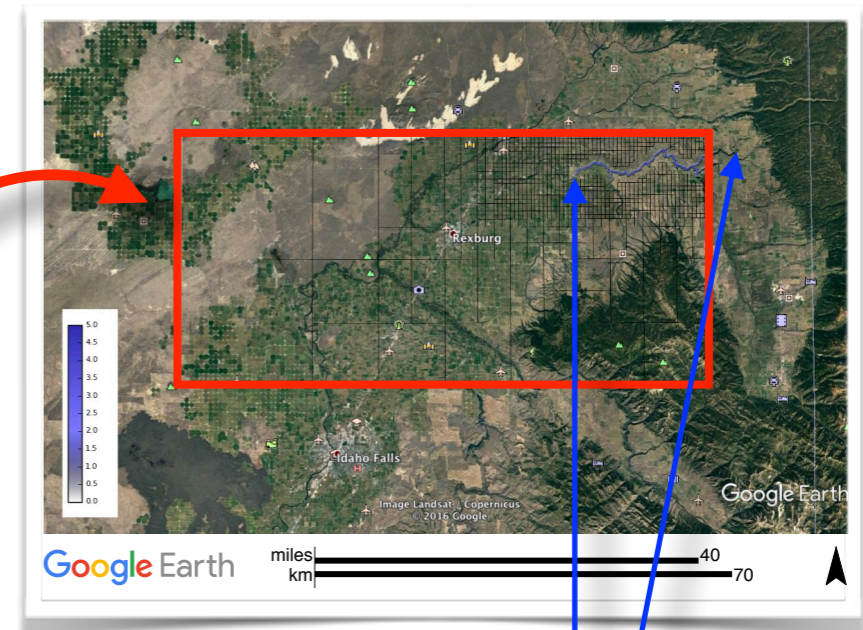 Rexburg
5.0
4.5
4.0
3.5
3.0
2.5
2.0
1.5
1.0
0.5
0.0
Idaho Falls
Image Landsat / Copernicus
© 2016 Google
Google Earth
Google Earth
miles 40
km 70